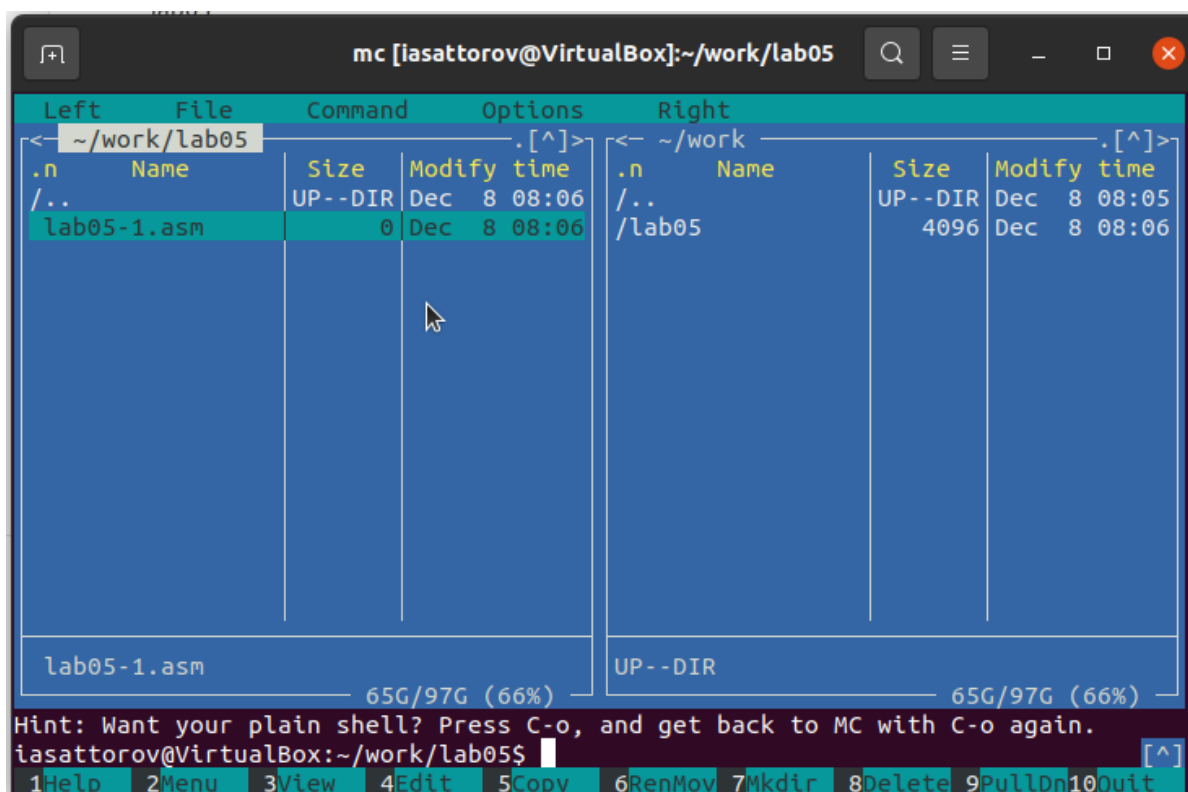 mc [iasattorov@VirtualBox]:~/work/lab05
Left File Command Options Right
<- ~/work/lab05 .[^]> <- ~/work .[^]>
.n Name Size Modify time .n Name Size Modify time
/.. UP--DIR Dec 8 08:06 /.. UP--DIR Dec 8 08:05
lab05-1.asm 0 Dec 8 08:06 /lab05 4096 Dec 8 08:06
lab05-1.asm UP--DIR
65G/97G (66%) 65G/97G (66%)
Hint: Want your plain shell? Press C-o, and get back to MC with C-o again.
iasattorov@VirtualBox:~/work/lab05$ [^]
1Help 2Menu 3View 4Edit 5Copy 6RenMov 7Mkdir 8Delete 9PullDn 10Quit